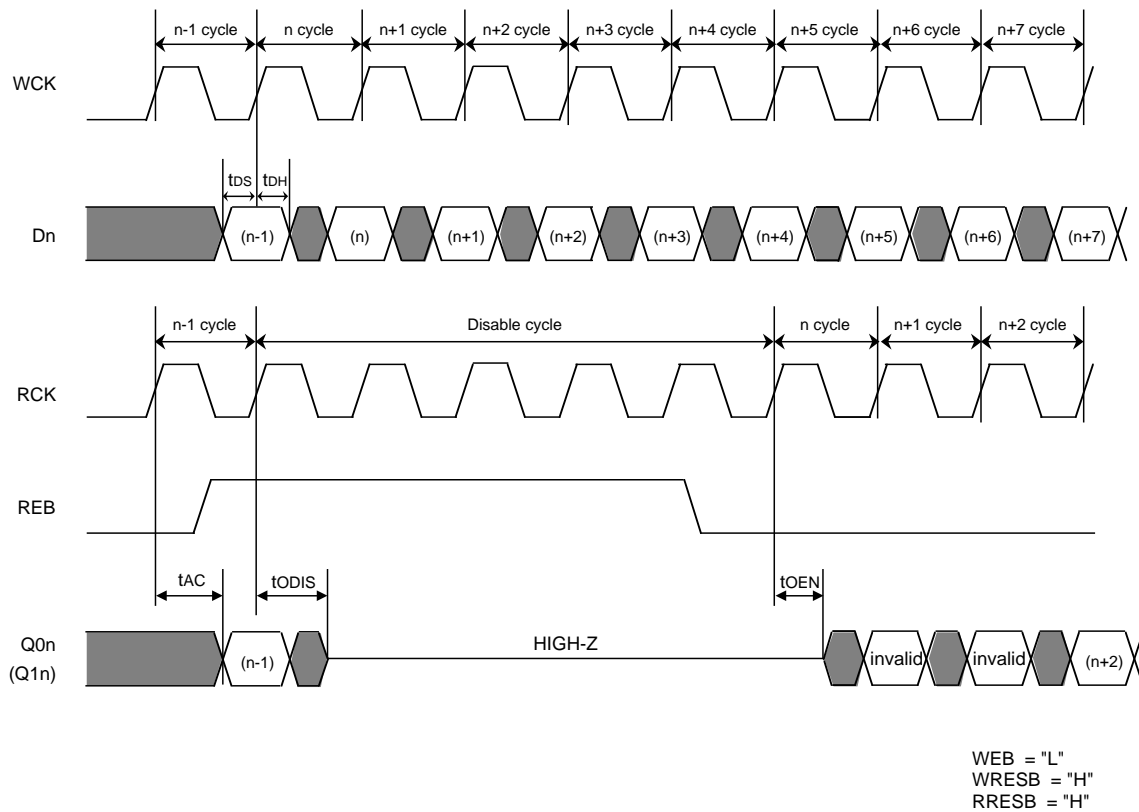 n-1 cycle n cycle n+1 cycle n+2 cycle n+3 cycle n+4 cycle n+5 cycle n+6 cycle n+7 cycle
WCK
tDS tDH
Dn (n-1) (n) (n+1) (n+2) (n+3) (n+4) (n+5) (n+6) (n+7)
n-1 cycle Disable cycle n cycle n+1 cycle n+2 cycle
RCK
REB
tAC tODIS tOEN
Q0n
(Q1n)
(n-1) HIGH-Z invalid invalid (n+2)
WEB = "L"
WRESB = "H"
RRESB = "H"